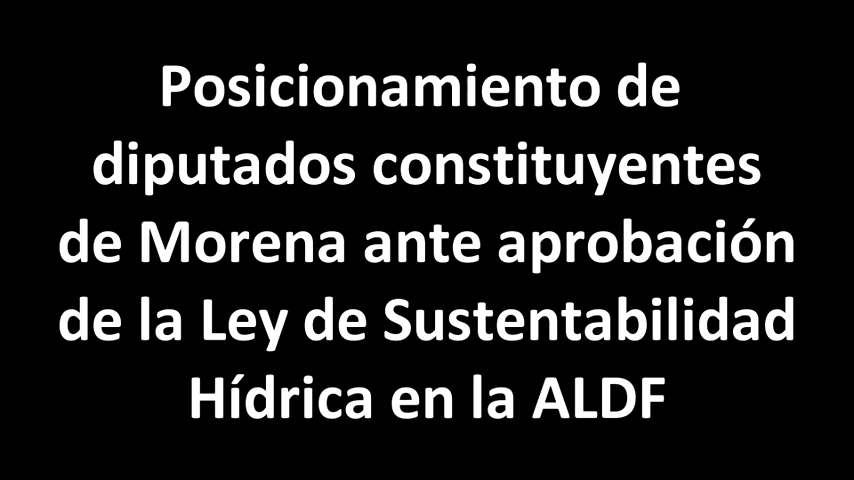 Posicionamiento de
diputados constituyentes
de Morena ante aprobación
de la Ley de Sustentabilidad
Hídrica en la ALDF